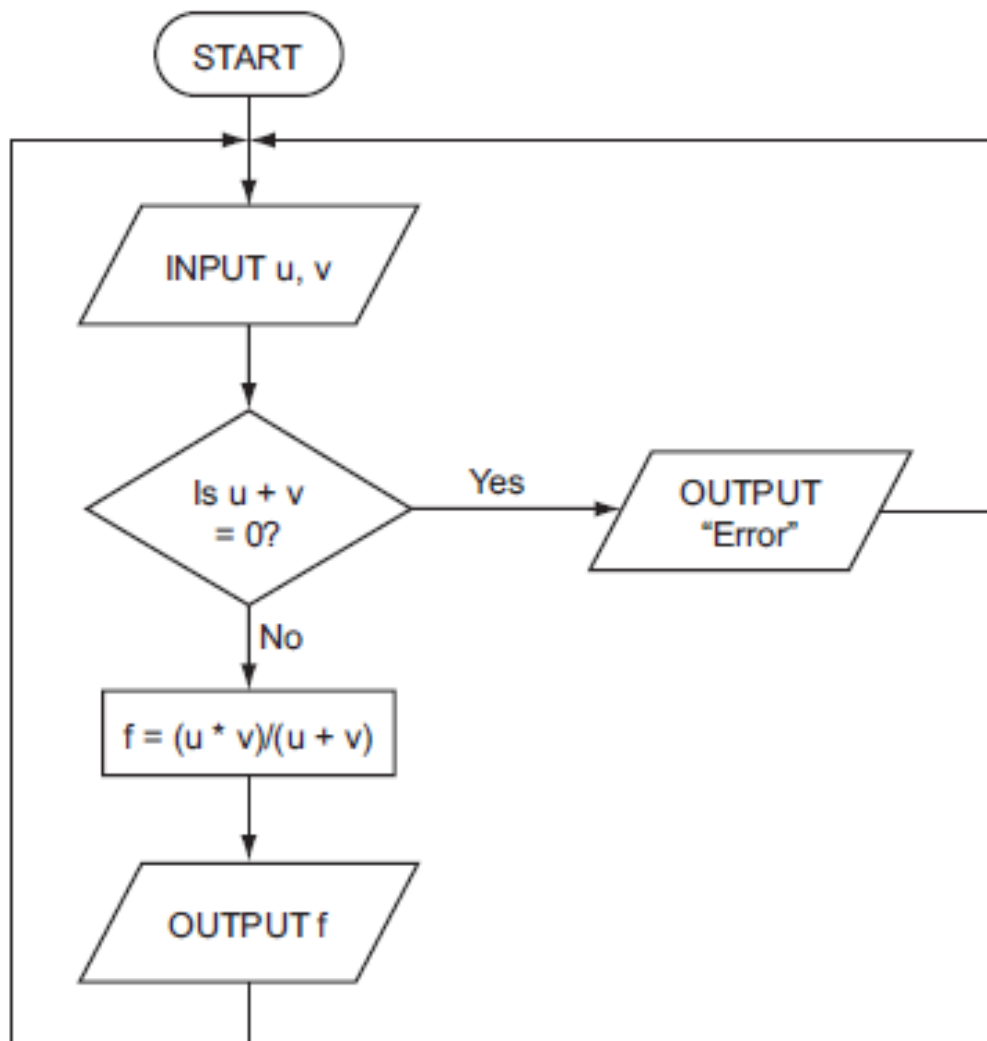 START
INPUT u, v
Is u + v
= 0?
Yes
OUTPUT
“Error”
No
f = (u * v)/(u + v)
OUTPUT f